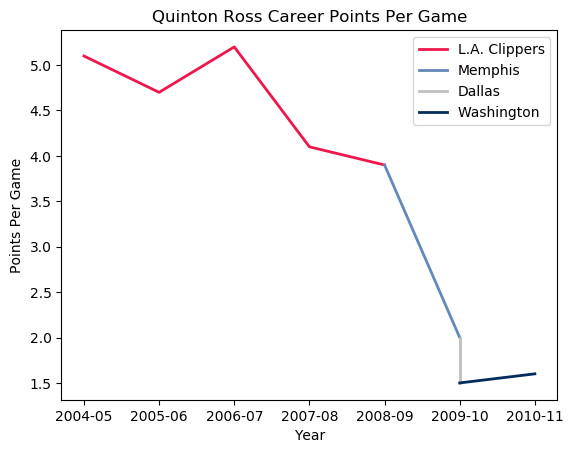 Quinton Ross Career Points Per Game
L.A. Clippers
Memphis
Dallas
Washington
Points Per Game
5.0
4.5
4.0
3.5
3.0
2.5
2.0
1.5
2004-05 2005-06 2006-07 2007-08 2008-09 2009-10 2010-11
Year